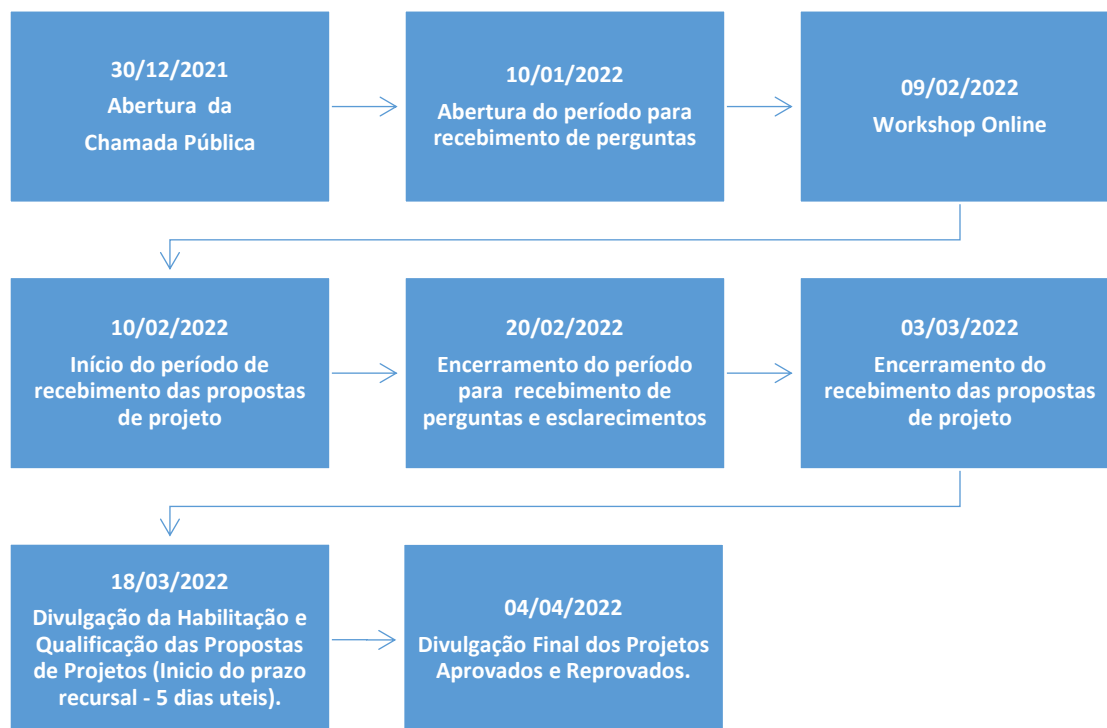 30/12/2021
Abertura da
Chamada Pública
10/01/2022
Abertura do período para
recebimento de perguntas
09/02/2022
Workshop Online
10/02/2022
Início do período de
recebimento das propostas
de projeto
20/02/2022
Encerramento do período
para recebimento de
perguntas e esclarecimentos
03/03/2022
Encerramento do
recebimento das propostas
de projeto
18/03/2022
Divulgação da Habilitação e
Qualificação das Propostas
de Projetos (Inicio do prazo
recursal - 5 dias uteis).
04/04/2022
Divulgação Final dos Projetos
Aprovados e Reprovados.